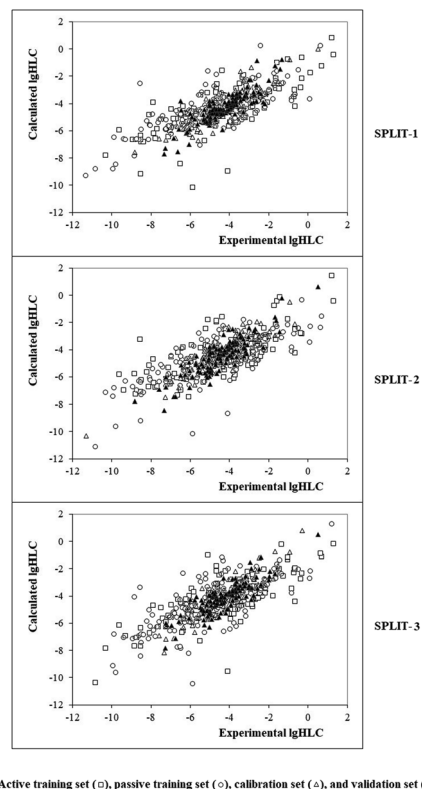 2
0
-2
-4
-6
-8
-10
-12
Calculated lgHLC
-12 -10 -8 -6 -4 -2 0 2
Experimental lgHLC
SPLIT-1
2
0
-2
-4
-6
-8
-10
-12
Calculated lgHLC
-12 -10 -8 -6 -4 -2 0 2
Experimental lgHLC
SPLIT-2
2
0
-2
-4
-6
-8
-10
-12
Calculated lgHLC
-12 -10 -8 -6 -4 -2 0 2
Experimental lgHLC
SPLIT-3
Active training set (□), passive training set (○), calibration set (△), and validation set (